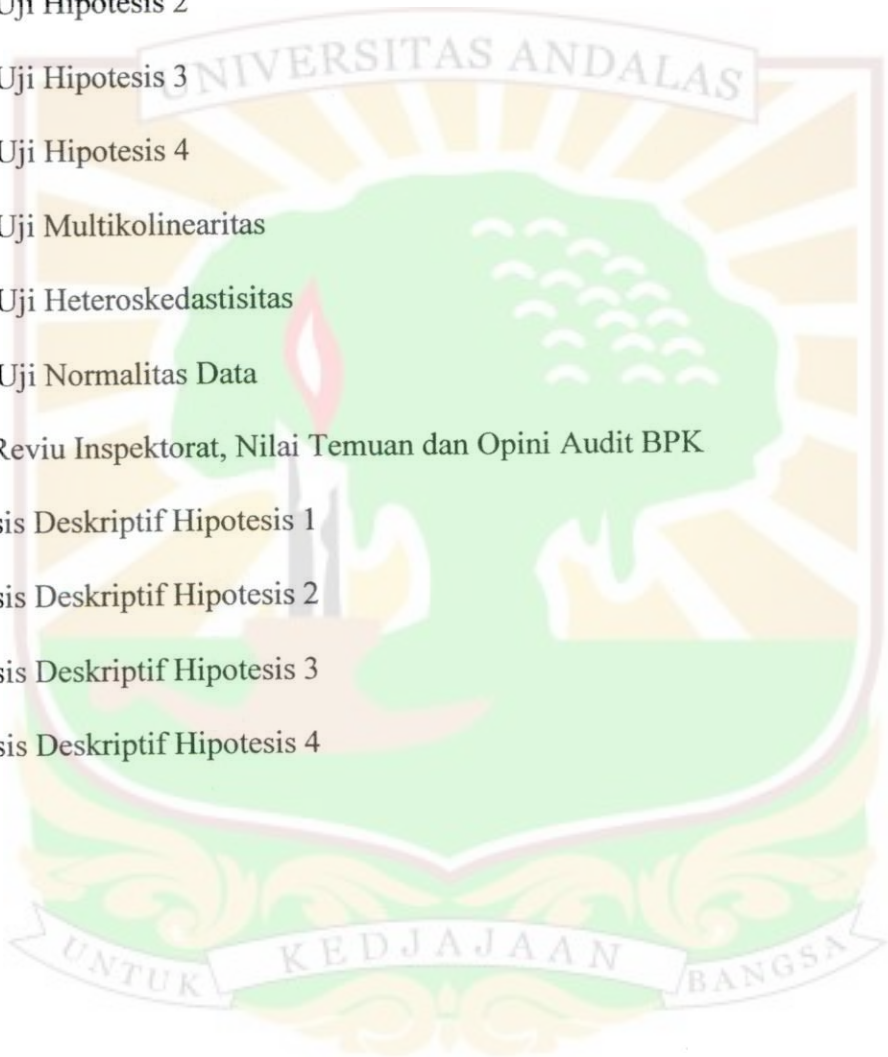 Uji Hipotesis 2
UNIVERSITAS ANDALAS
Uji Hipotesis 3
Uji Hipotesis 4
Uji Multikolinearitas
Uji Heteroskedastisitas
Uji Normalitas Data
Reviu Inspektorat, Nilai Temuan dan Opini Audit BPK
sis Deskriptif Hipotesis 1
sis Deskriptif Hipotesis 2
sis Deskriptif Hipotesis 3
sis Deskriptif Hipotesis 4
UNTUK KEDJAJAAN BANGSA